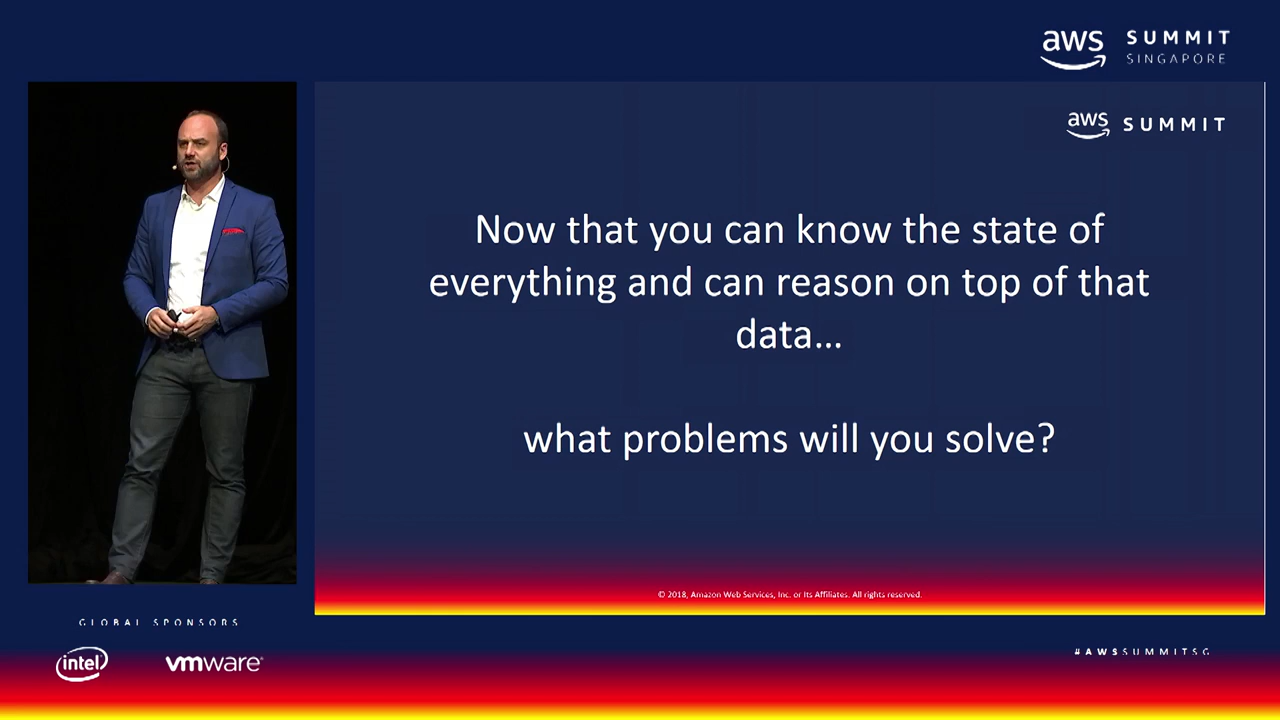 aws SUMMIT
SINGAPORE
aws SUMMIT
Now that you can know the state of
everything and can reason on top of that
data...
what problems will you solve?
© 2018, Amazon Web Services, Inc. or Its Affiliates. All rights reserved.
GLOBAL SPONSORS
intel
vmware®
#AWSSUMMITSG